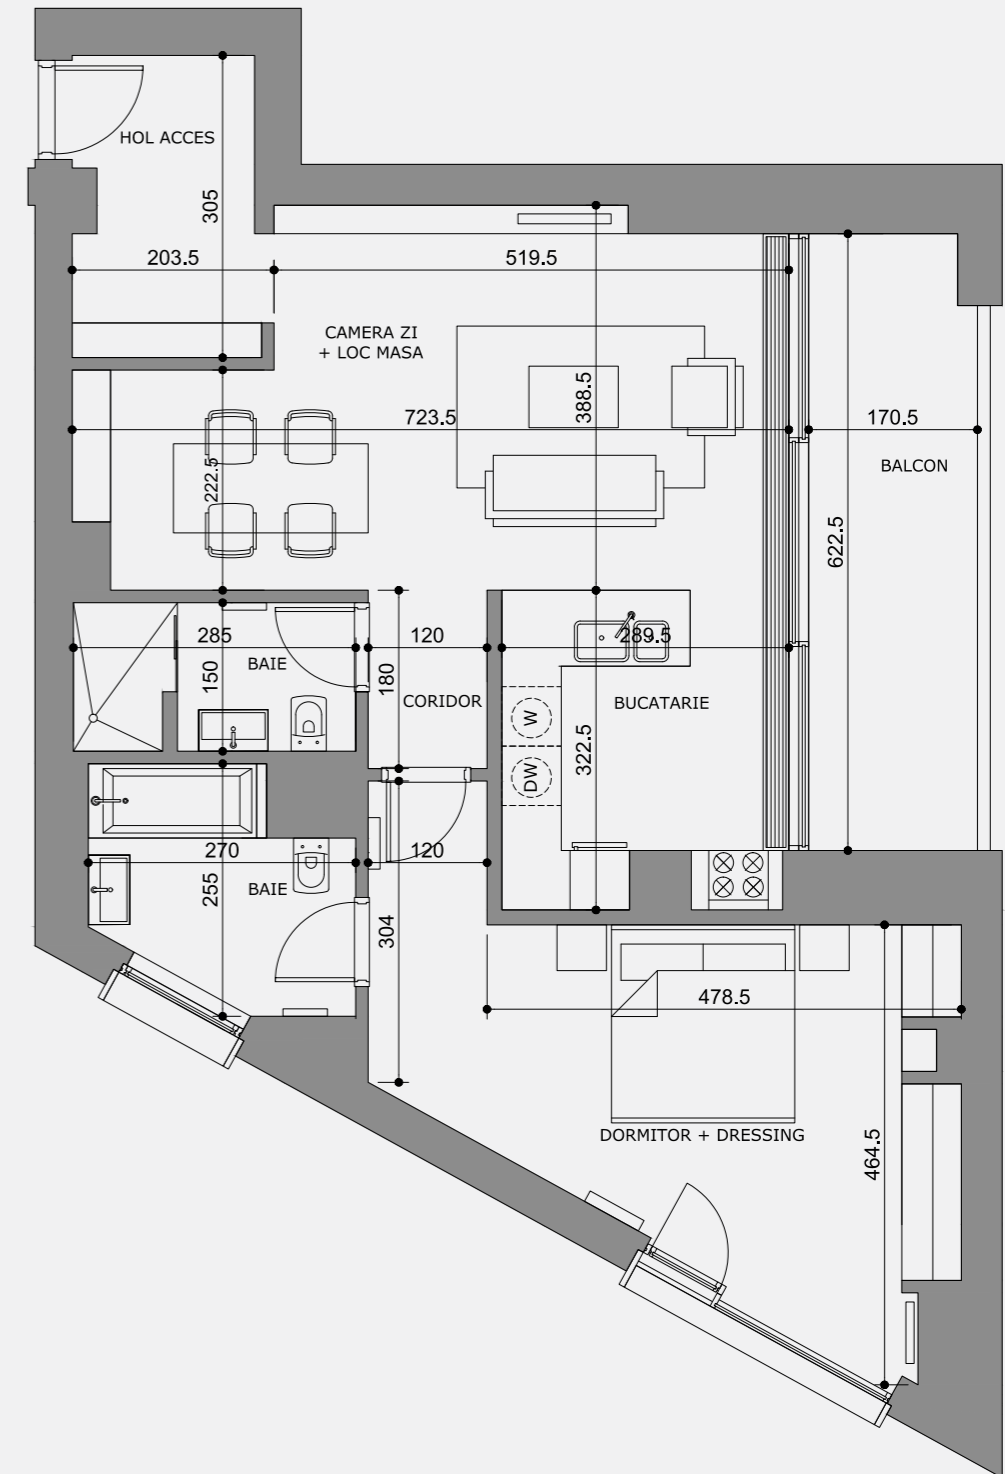 HOL ACCES
305
203.5
519.5
CAMERA ZI
+ LOC MASA
388.5
723.5
170.5
BALCON
222.5
622.5
285
120
289.5
BAIE
150
180
CORIDOR
BUCATARIE
W
322.5
DW
270
120
BAIE
255
304
478.5
DORMITOR + DRESSING
464.5